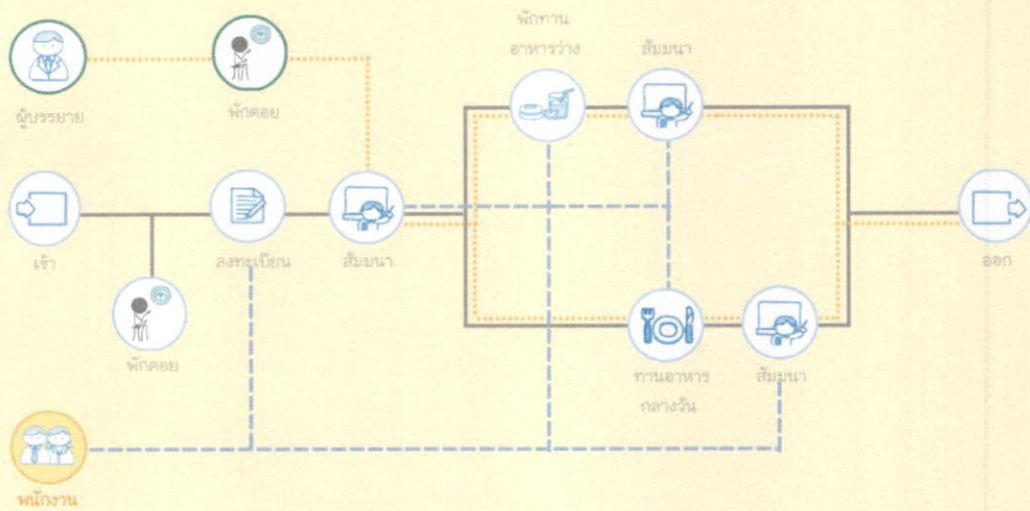 พักทาน
อาหารว่าง
สัมมนา
ผู้บรรยาย
พักคอย
เข้า
ลงทะเบียน
สัมมนา
ออก
พักคอย
ทานอาหาร
กลางวัน
สัมมนา
พนักงาน